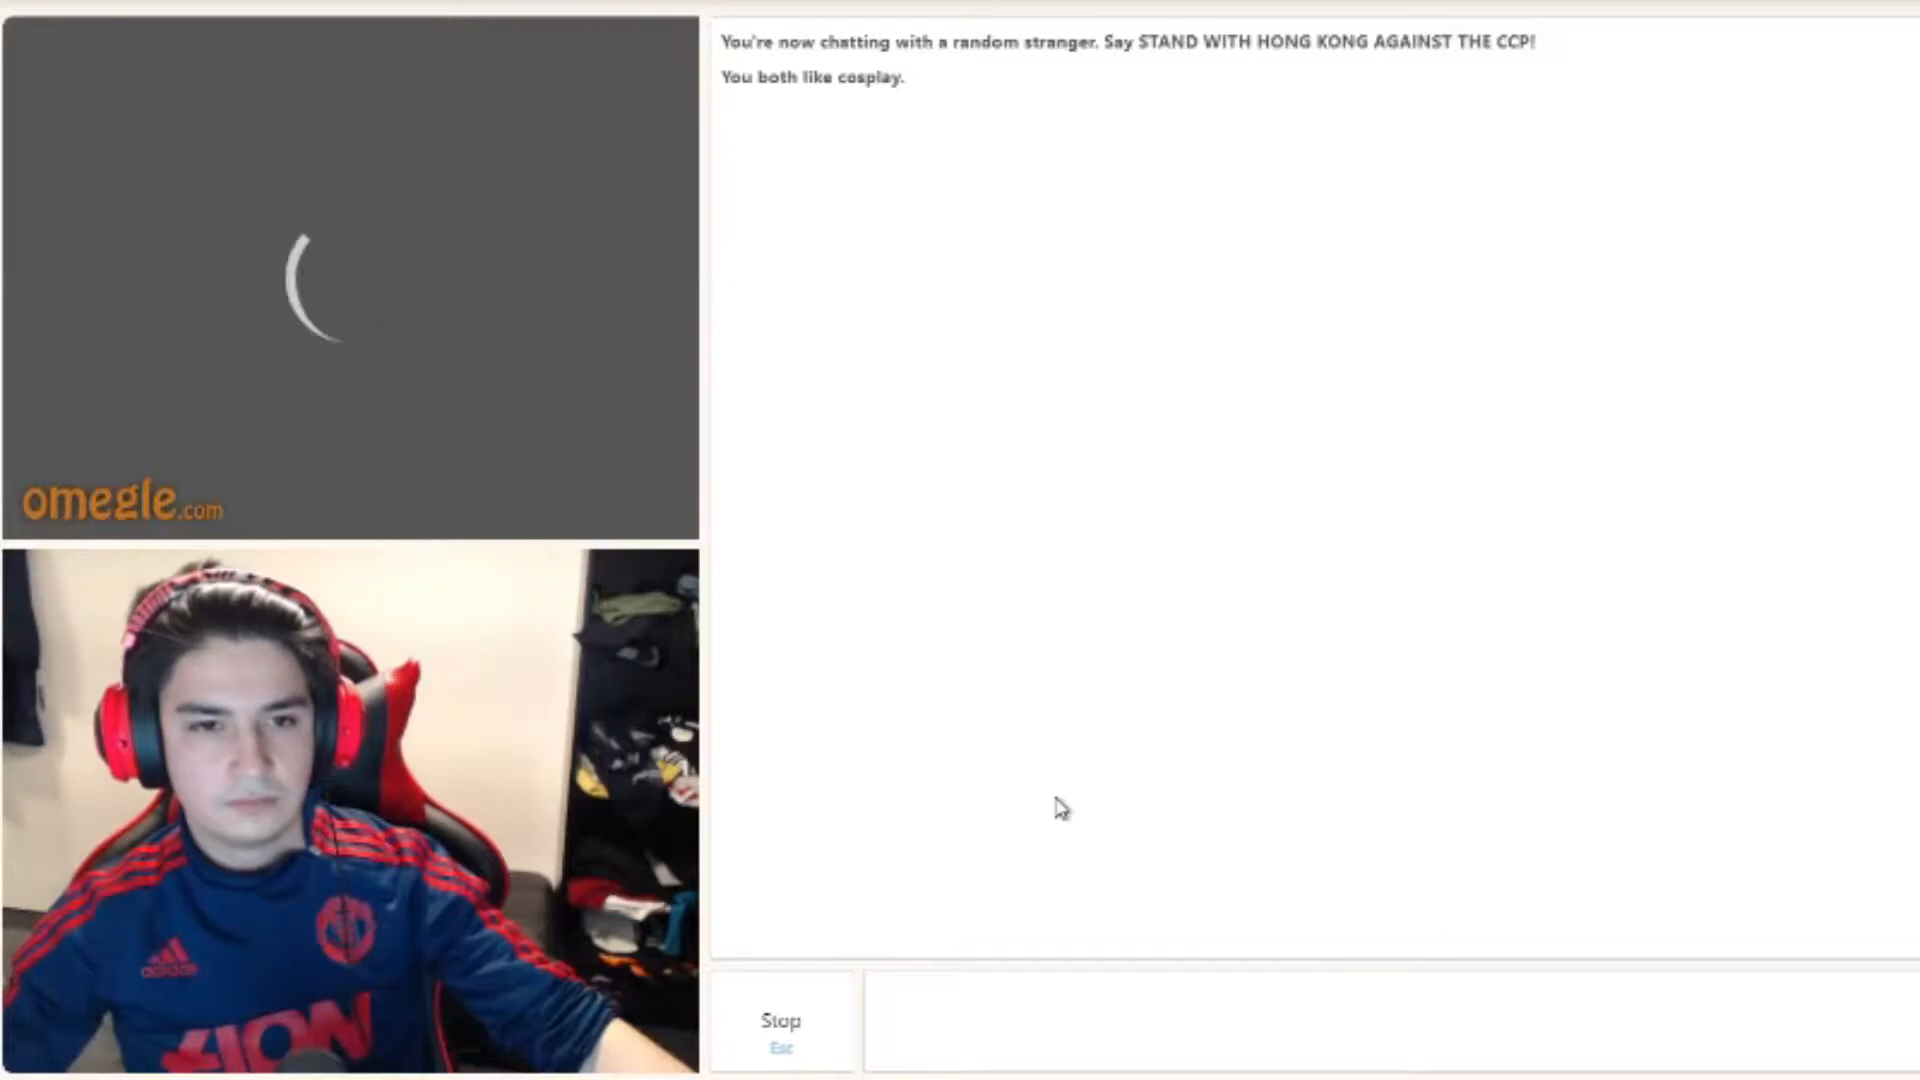 You're now chatting with a random stranger. Say STAND WITH HONG KONG AGAINST THE CCP!
You both like cosplay.
omegle.com
adidas
KOHLER
Stop
Esc